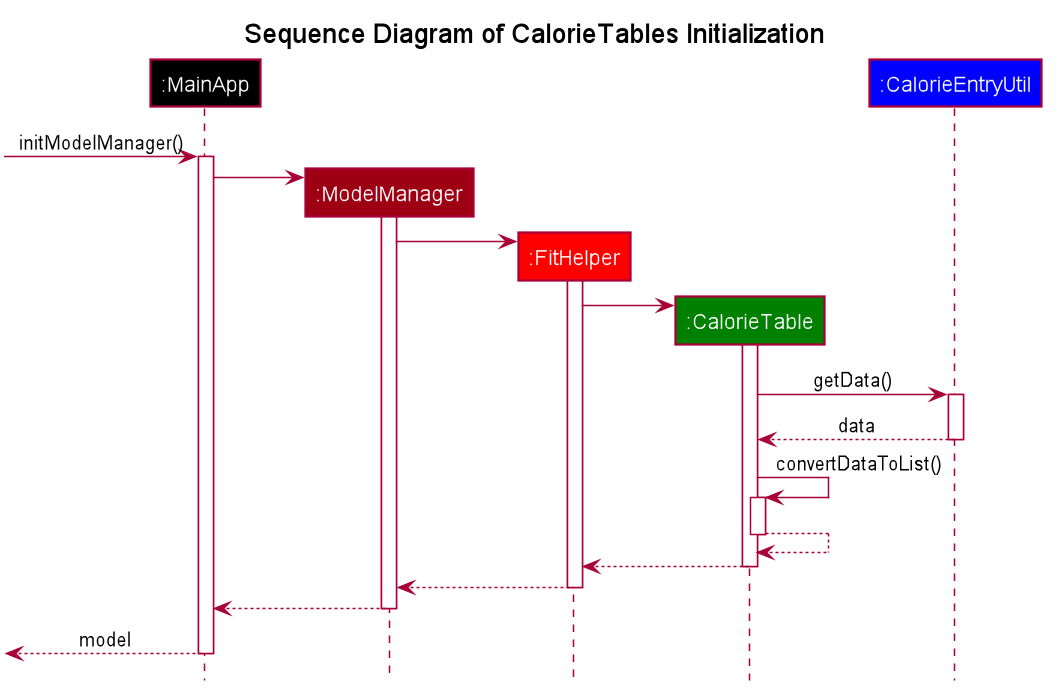 Sequence Diagram of CalorieTables Initialization
:MainApp
:CalorieEntryUtil
initModelManager()
:ModelManager
:FitHelper
:CalorieTable
getData()
data
convertDataToList()
model